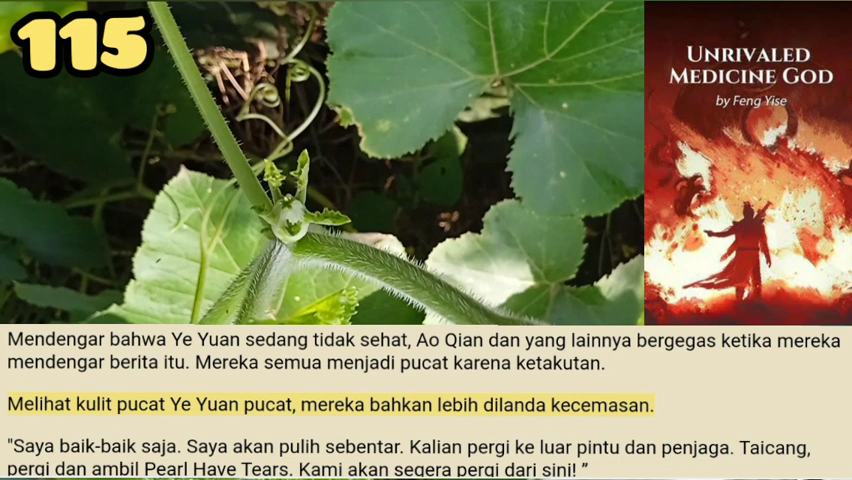 115
UNRIVALED
MEDICINE GOD
by Feng Yise
Mendengar bahwa Ye Yuan sedang tidak sehat, Ao Qian dan yang lainnya bergegas ketika mereka
mendengar berita itu. Mereka semua menjadi pucat karena ketakutan.
Melihat kulit pucat Ye Yuan pucat, mereka bahkan lebih dilanda kecemasan.
"Saya baik-baik saja. Saya akan pulih sebentar. Kalian pergi ke luar pintu dan penjaga. Taicang,
pergi dan ambil Pearl Have Tears. Kami akan segera pergi dari sini! ”